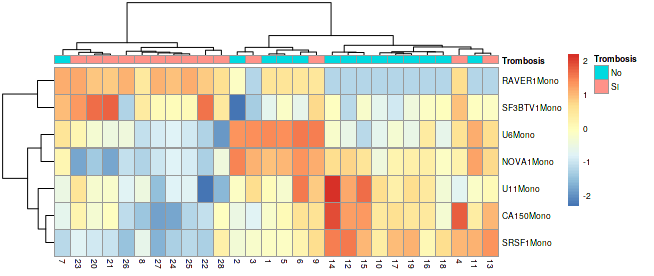 Trombosis
RAVER1Mono
SF3BTV1Mono
U6Mono
NOVA1Mono
U11Mono
CA150Mono
SRSF1Mono
7 23 20 21 26 8 27 24 25 22 28 2 3 1 5 6 9 14 12 15 10 17 19 16 18 4 11 13
2
1
0
-1
-2
Trombosis
No
SI